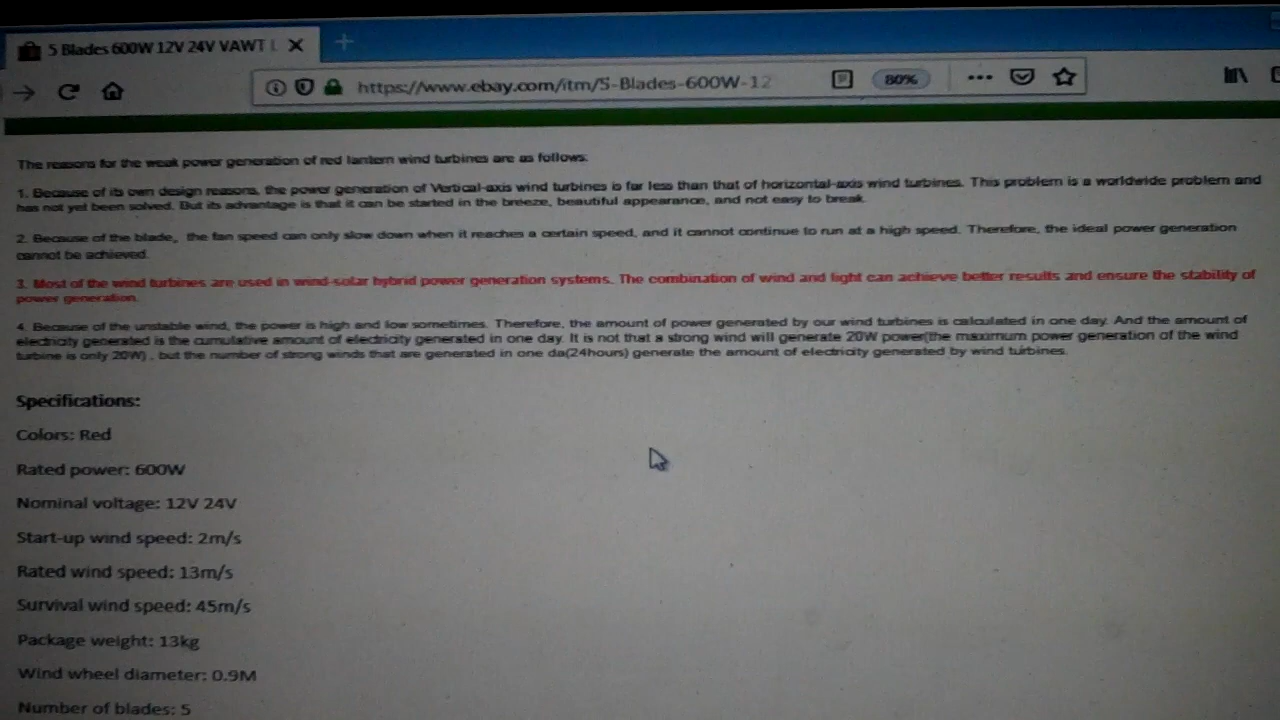 5 Blades 600W 12V 24V VAWT
https://www.ebay.com/itm/5-Blades-600W-12
80%
The reasons for the weak power generation of red lantern wind turbines are as follows:
1. Because of its own design reasons, the power generation of Vertical-axis wind turbines is far less than that of horizontal-axis wind turbines. This problem is a worldwide problem and
has not yet been solved. But its advantage is that it can be started in the breeze, beautiful appearance, and not easy to break.
2. Because of the blade, the fan speed can only slow down when it reaches a certain speed, and it cannot continue to run at a high speed. Therefore, the ideal power generation
cannot be achieved.
3. Most of the wind turbines are used in wind-solar hybrid power generation systems. The combination of wind and light can achieve better results and ensure the stability of
power generation.
4. Because of the unstable wind, the power is high and low sometimes. Therefore, the amount of power generated by our wind turbines is calculated in one day. And the amount of
electricity generated is the cumulative amount of electricity generated in one day. It is not that a strong wind will generate 20W power(the maximum power generation of the wind
turbine is only 20W) , but the number of strong winds that are generated in one da(24hours) generate the amount of electricity generated by wind turbines.
Specifications:
Colors: Red
Rated power: 600W
Nominal voltage: 12V 24V
Start-up wind speed: 2m/s
Rated wind speed: 13m/s
Survival wind speed: 45m/s
Package weight: 13kg
Wind wheel diameter: 0.9M
Number of blades: 5